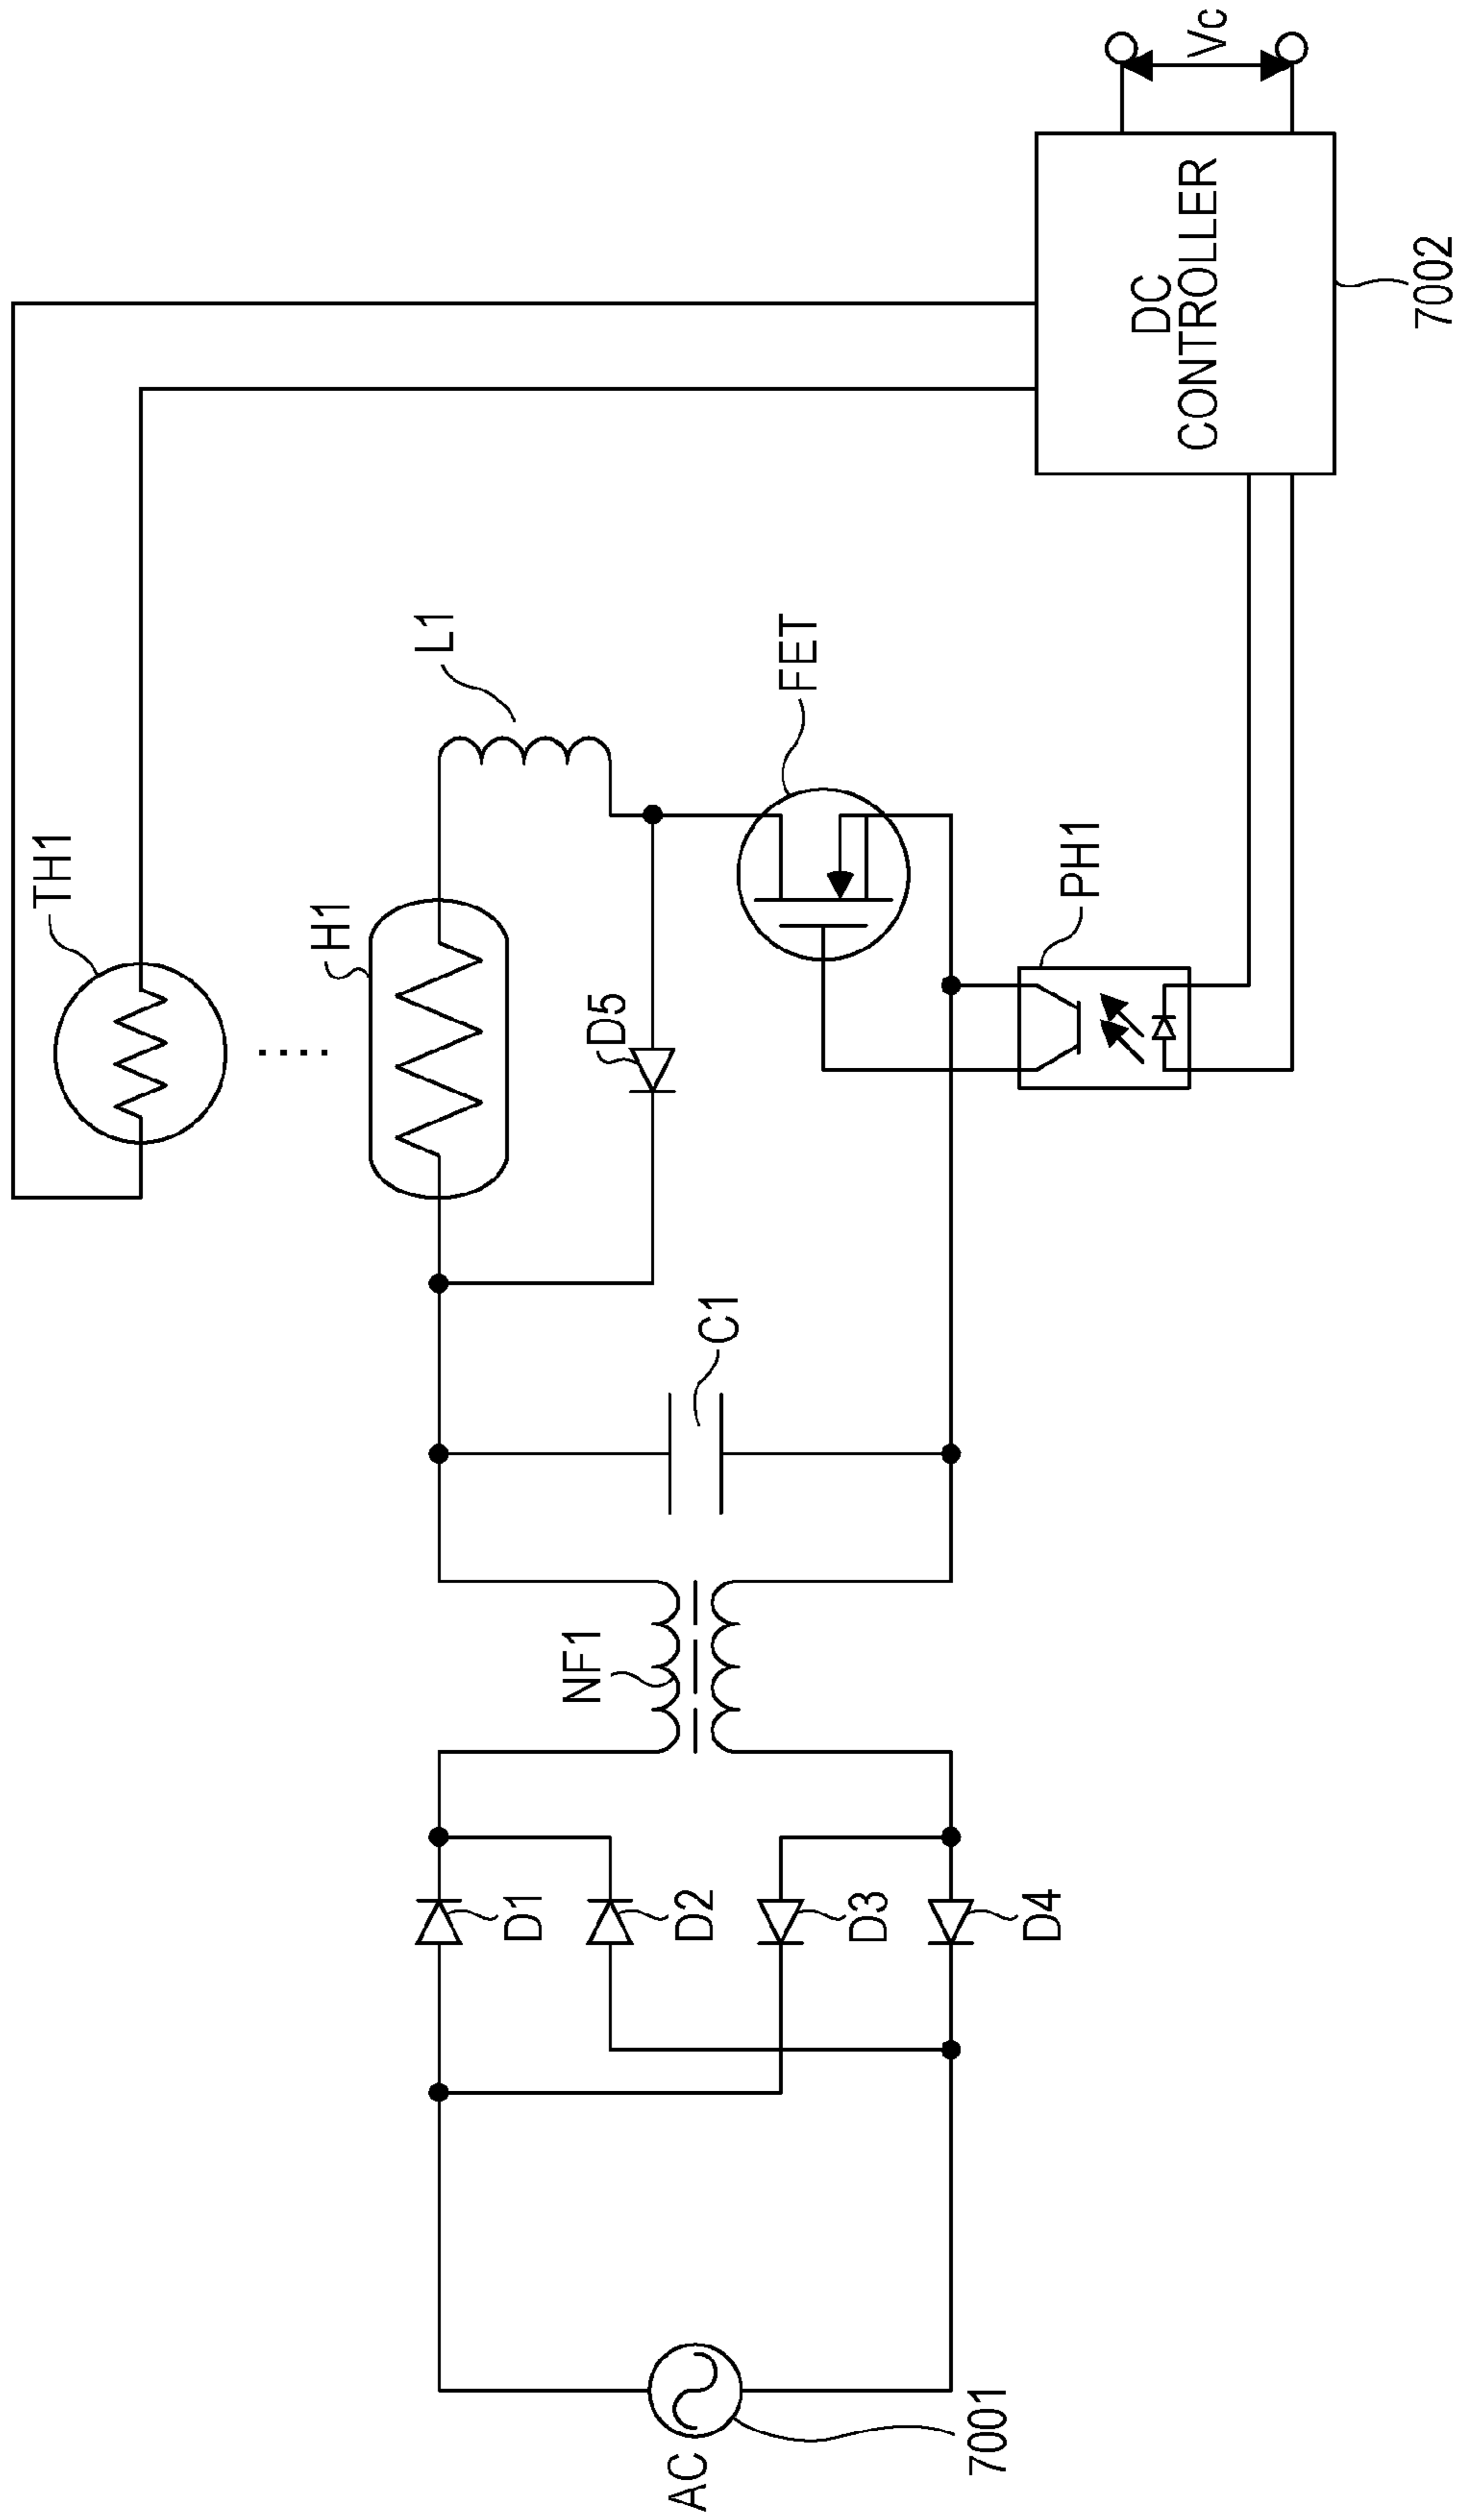 TH1
H1
L1
D5
FET
PH1
C1
NF1
D1
D2
D3
D4
AC
7001
DC
CONTROLLER
7002
Vc